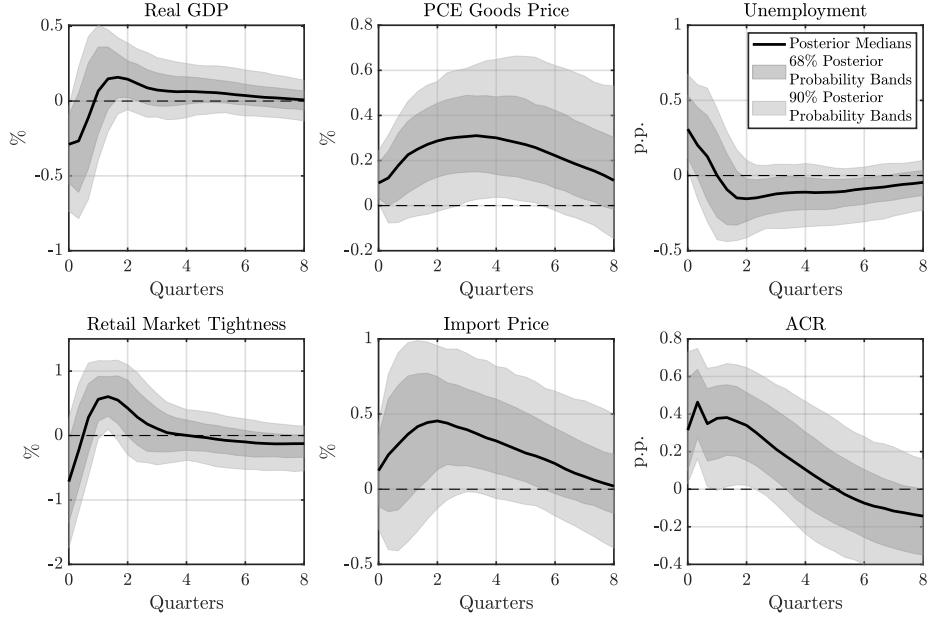 Real GDP
0.5
0
-0.5
-1
%
0 2 4 6 8
Quarters
PCE Goods Price
0.8
0.6
0.4
0.2
0
-0.2
%
0 2 4 6 8
Quarters
Unemployment
1
0.5
0
-0.5
p.p.
Posterior Medians
68% Posterior
Probability Bands
90% Posterior
Probability Bands
0 2 4 6 8
Quarters
Retail Market Tightness
1
0
-1
-2
%
0 2 4 6 8
Quarters
Import Price
1
0.5
0
-0.5
%
0 2 4 6 8
Quarters
ACR
0.8
0.6
0.4
0.2
0
-0.2
-0.4
p.p.
0 2 4 6 8
Quarters